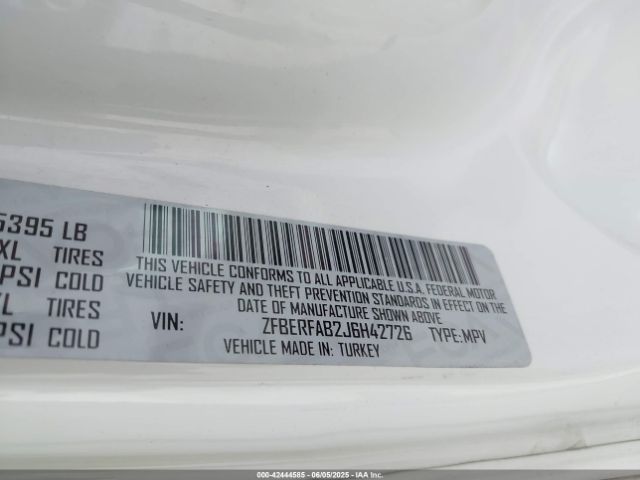 5395 LB
XL TIRES
PSI COLD
XL TIRES
PSI COLD
THIS VEHICLE CONFORMS TO ALL APPLICABLE U.S.A. FEDERAL MOTOR
VEHICLE SAFETY AND THEFT PREVENTION STANDARDS IN EFFECT ON THE
DATE OF MANUFACTURE SHOWN ABOVE.
VIN: ZFBERFAB2J6H42726 TYPE:MPV
VEHICLE MADE IN: TURKEY
000-42444585 | 06/05/2025 | IAA Inc.